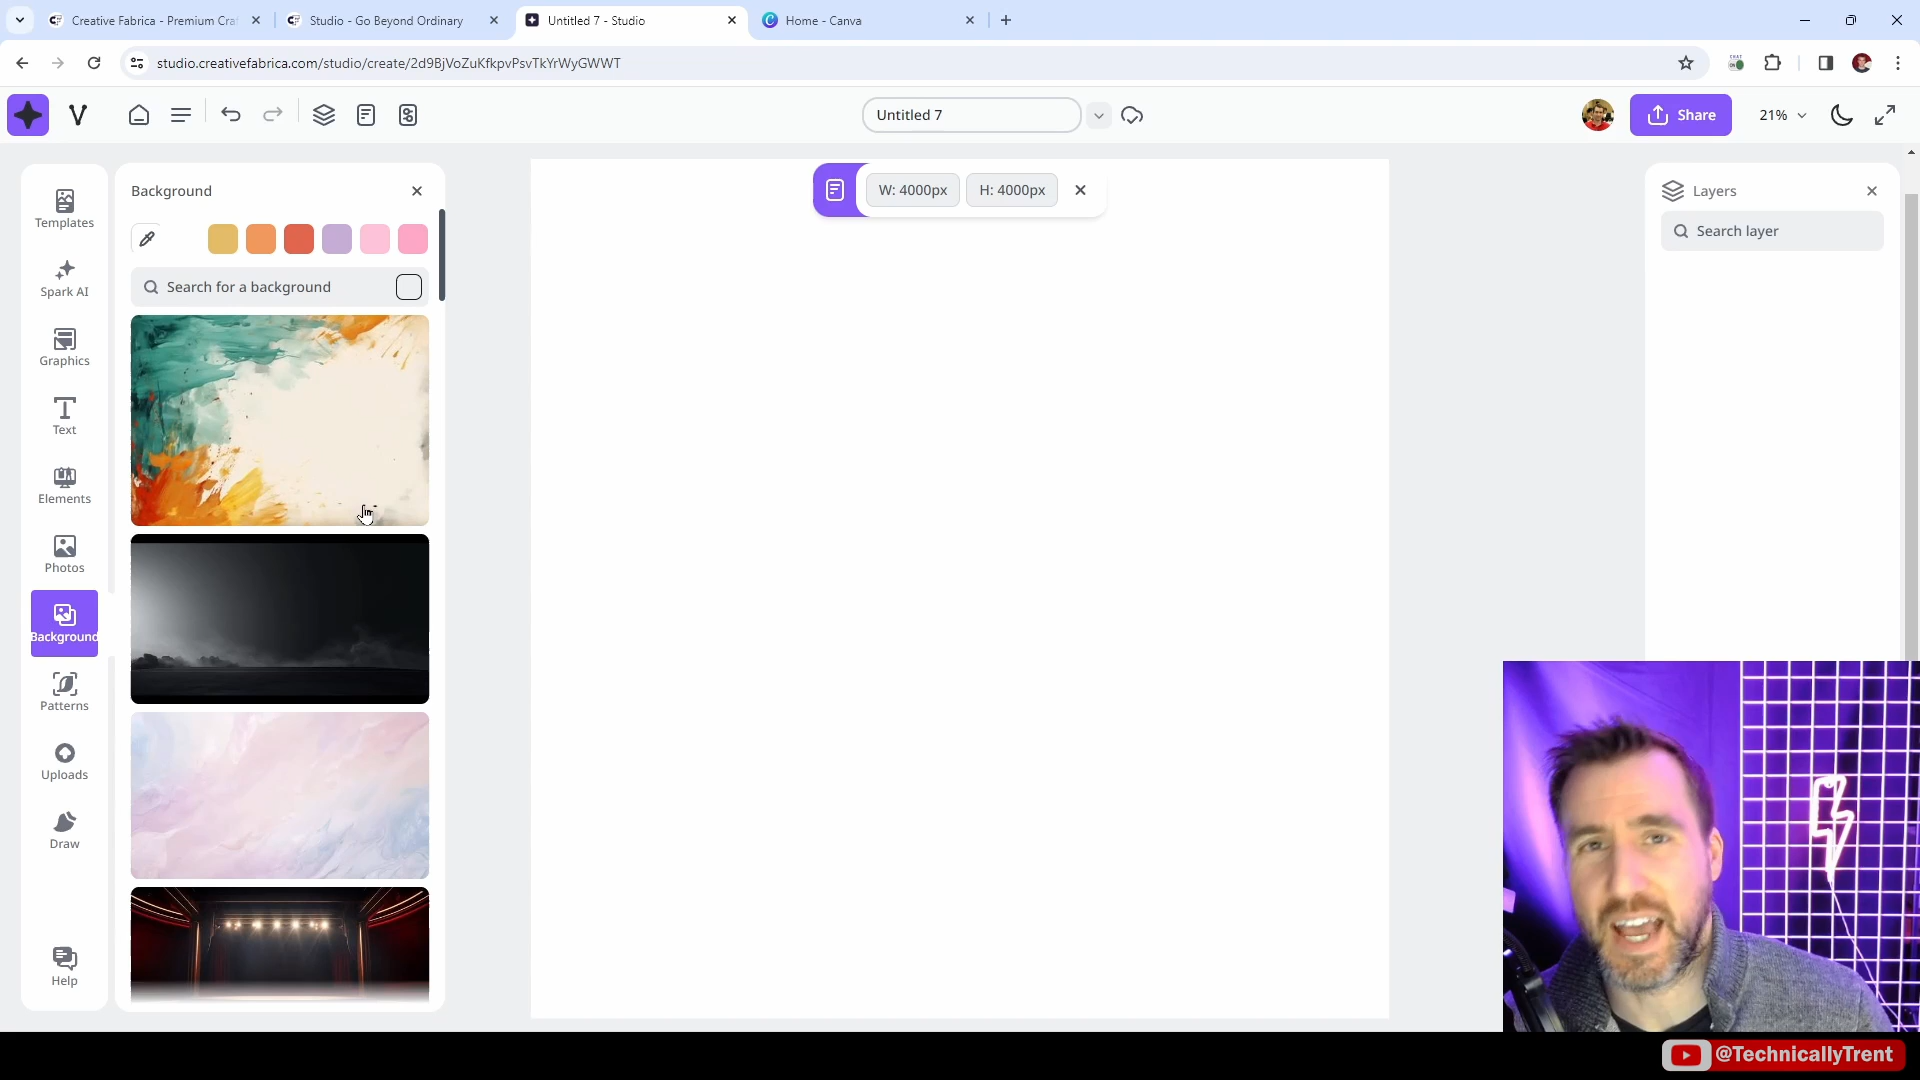 Creative Fabrica - Premium Cra
Studio - Go Beyond Ordinary
Untitled 7 - Studio
Home - Canva
studio.creativefabrica.com/studio/create/2d9BjVoZuKfkpvPsvTkYrWyGWWT
Untitled 7
Share
21%
Templates
Spark AI
Graphics
Text
Elements
Photos
Background
Patterns
Uploads
Draw
Help
Background
Search for a background
W: 4000px
H: 4000px
Layers
Search layer
@TechnicallyTrent